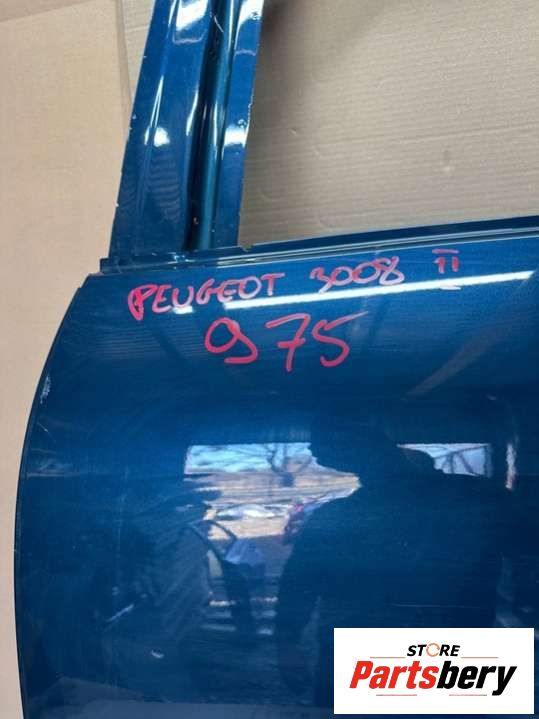 PEUGEOT 3008 II
975
STORE
Partsbery